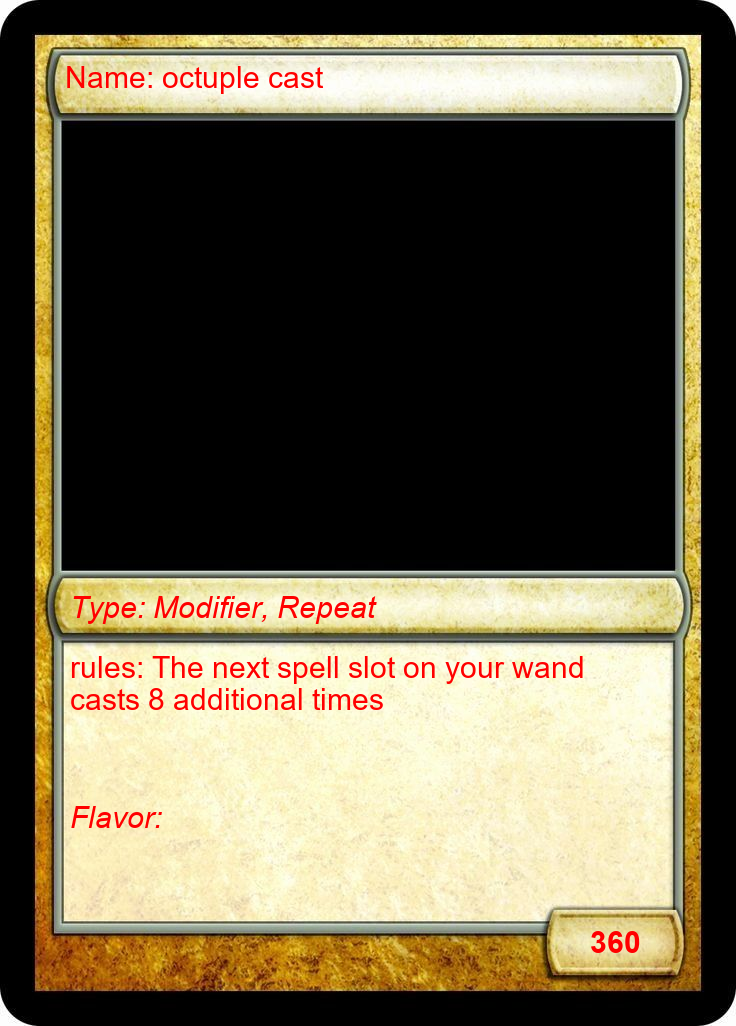 Name: octuple cast
Type: Modifier, Repeat
rules: The next spell slot on your wand
casts 8 additional times
Flavor:
360